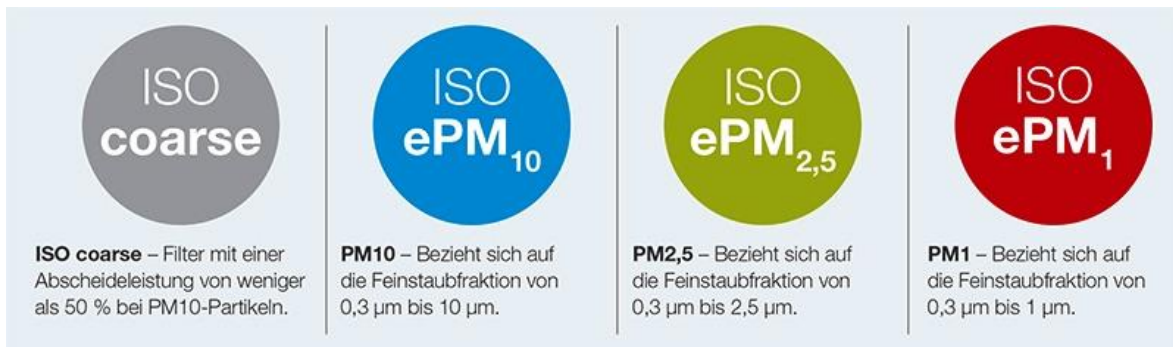 ISO
coarse
ISO coarse – Filter mit einer
Abscheideleistung von weniger
als 50 % bei PM10-Partikeln.
ISO
ePM10
PM10 – Bezieht sich auf
die Feinstaubfraktion von
0,3 µm bis 10 µm.
ISO
ePM2,5
PM2,5 – Bezieht sich auf
die Feinstaubfraktion von
0,3 µm bis 2,5 µm.
ISO
ePM1
PM1 – Bezieht sich auf
die Feinstaubfraktion von
0,3 µm bis 1 µm.